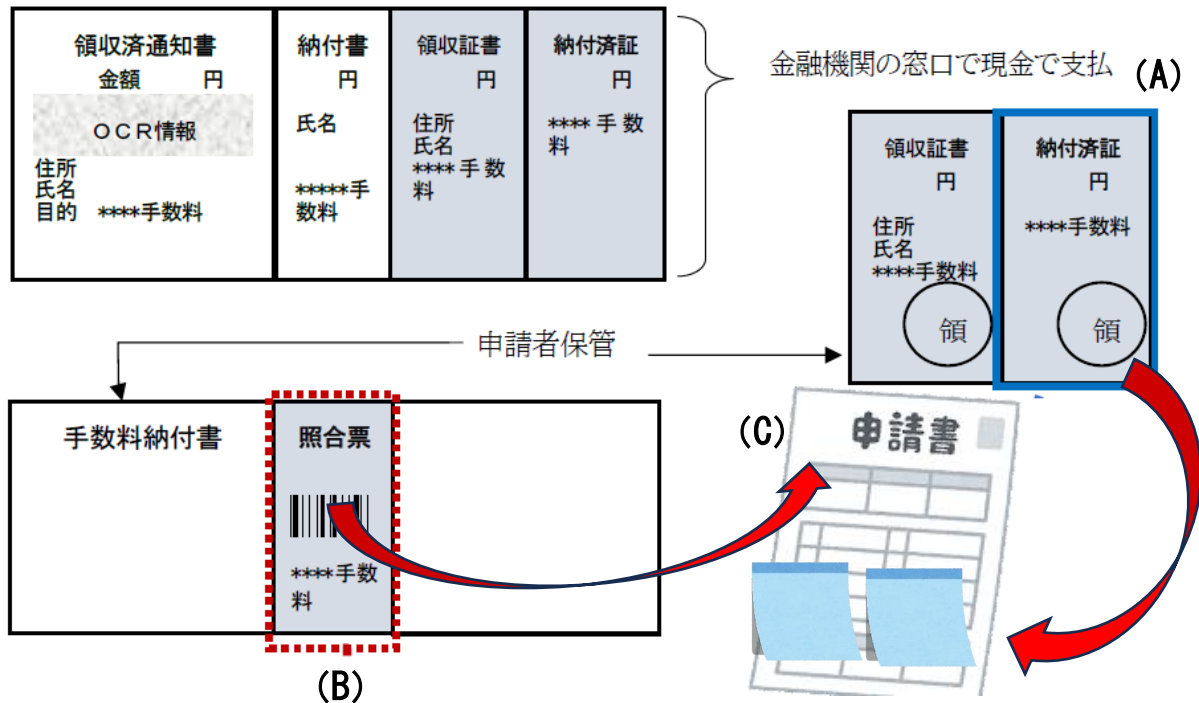 領収済通知書
金額 円
OCR情報
住所
氏名
目的 ****手数料
納付書
円
氏名
*****手
数料
領収証書
円
住所
氏名
****手数
料
納付済証
円
****手数
料
金融機関の窓口で現金で支払
(A)
領収証書
円
住所
氏名
****手数料
領
納付済証
円
****手数料
領
申請者保管
手数料納付書
照合票
****手数
料
(B)
(C)
申請書